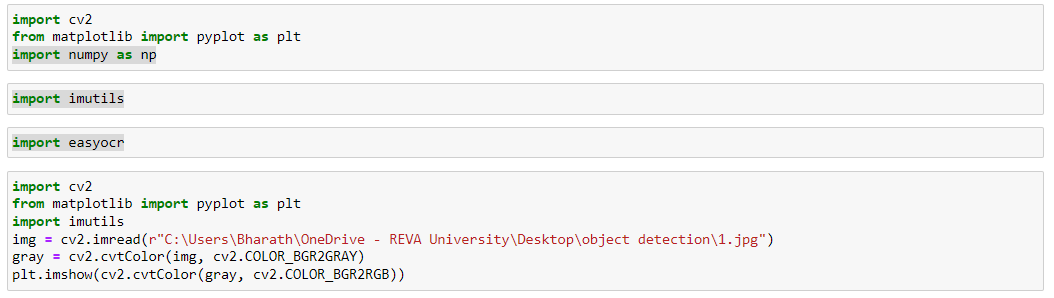 import cv2
from matplotlib import pyplot as plt
import numpy as np
import imutils
import easyocr
import cv2
from matplotlib import pyplot as plt
import imutils
img = cv2.imread(r"C:\Users\Bharath\OneDrive - REVA University\Desktop\object detection\1.jpg")
gray = cv2.cvtColor(img, cv2.COLOR_BGR2GRAY)
plt.imshow(cv2.cvtColor(gray, cv2.COLOR_BGR2RGB))